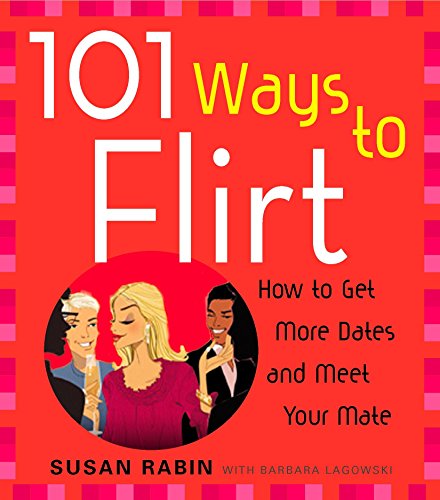 101 Ways
to
Flirt
How to Get
More Dates
and Meet
Your Mate
SUSAN RABIN WITH BARBARA LAGOWSKI